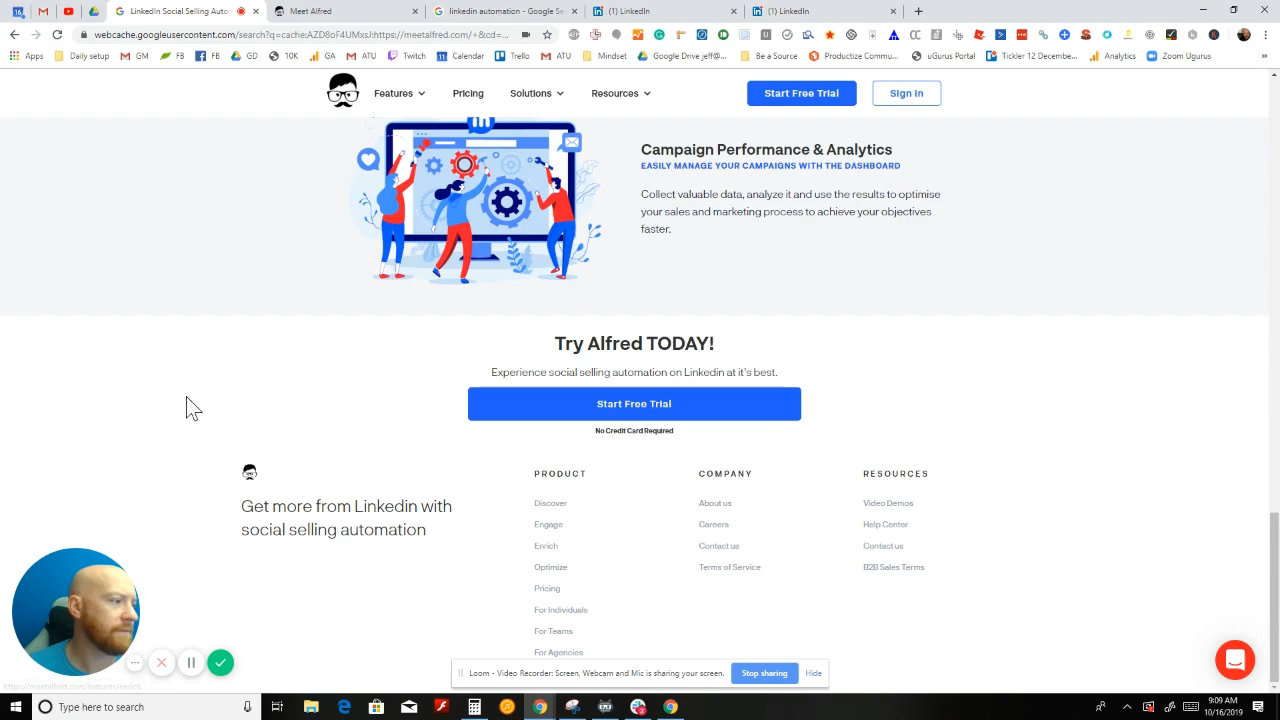 LinkedIn Social Selling Auto
Meet Alfred
linkedin automation - Google Se
(1) LinkedIn
(1) LinkedIn
webcache.googleusercontent.com/search?q=cache:AZD8oF4UMxsJ:https://meetalfred.com/+&cd=...
Apps
Daily setup
GM
FB
FB
GD
10K
GA
ATU
Twitch
Calendar
Trello
ATU
Mindset
Google Drive jeff@...
Be a Source
Productize Commu...
uGurus Portal
Tickler 12 Decembe...
Analytics
Zoom Ugurus
Features
Pricing
Solutions
Resources
Start Free Trial
Sign In
Campaign Performance & Analytics
EASILY MANAGE YOUR CAMPAIGNS WITH THE DASHBOARD
Collect valuable data, analyze it and use the results to optimise
your sales and marketing process to achieve your objectives
faster.
Try Alfred TODAY!
Experience social selling automation on Linkedin at it's best.
Start Free Trial
No Credit Card Required
Get more from Linkedin with
social selling automation
PRODUCT
Discover
Engage
Enrich
Optimize
Pricing
For Individuals
For Teams
For Agencies
COMPANY
About us
Careers
Contact us
Terms of Service
RESOURCES
Video Demos
Help Center
Contact us
B2B Sales Terms
Loom - Video Recorder: Screen, Webcam and Mic is sharing your screen.
Stop sharing
Hide
https://meetalfred.com/features/enrich
Type here to search
9:09 AM
10/16/2019